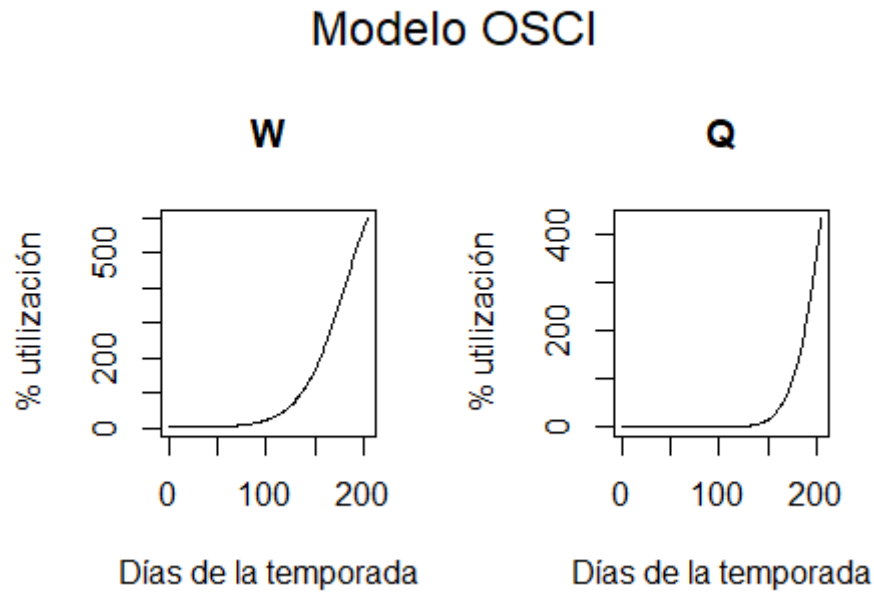 Modelo OSCI
W
Q
% utilización
500
200
0
0 100 200
Días de la temporada
% utilización
400
200
0
0 100 200
Días de la temporada